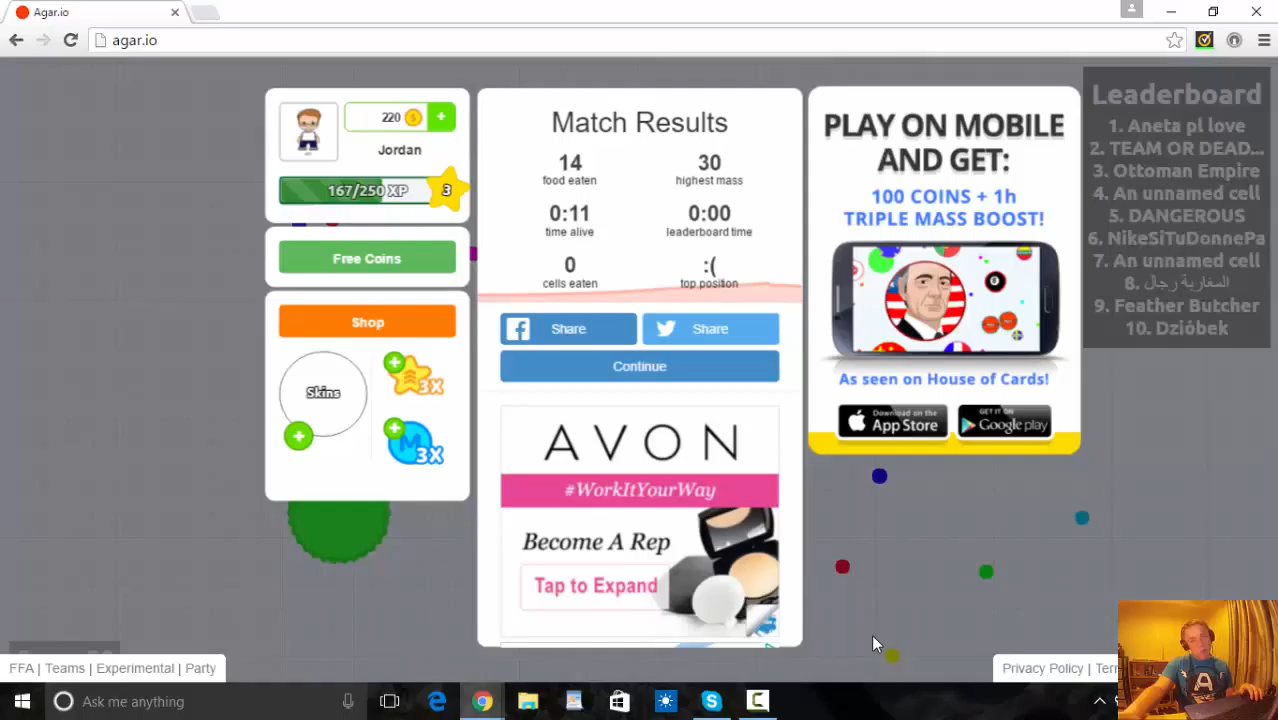 Agar.io
agar.io
220
Jordan
167/250 XP
3
Free Coins
Shop
Skins
3X
M
3X
Match Results
14
food eaten
30
highest mass
0:11
time alive
0:00
leaderboard time
0
cells eaten
:(
top position
Share
Share
Continue
AVON
#WorkItYourWay
Become A Rep
Tap to Expand
PLAY ON MOBILE
AND GET:
100 COINS + 1h
TRIPLE MASS BOOST!
8
As seen on House of Cards!
Download on the
App Store
GET IT ON
Google play
Leaderboard
1. Aneta pl love
2. TEAM OR DEAD...
3. Ottoman Empire
4. An unnamed cell
5. DANGEROUS
6. NikeSiTuDonnePa
7. An unnamed cell
8. المغاربة رجال
9. Feather Butcher
10. Dzióbek
FFA | Teams | Experimental | Party
Privacy Policy |
Ask me anything
A